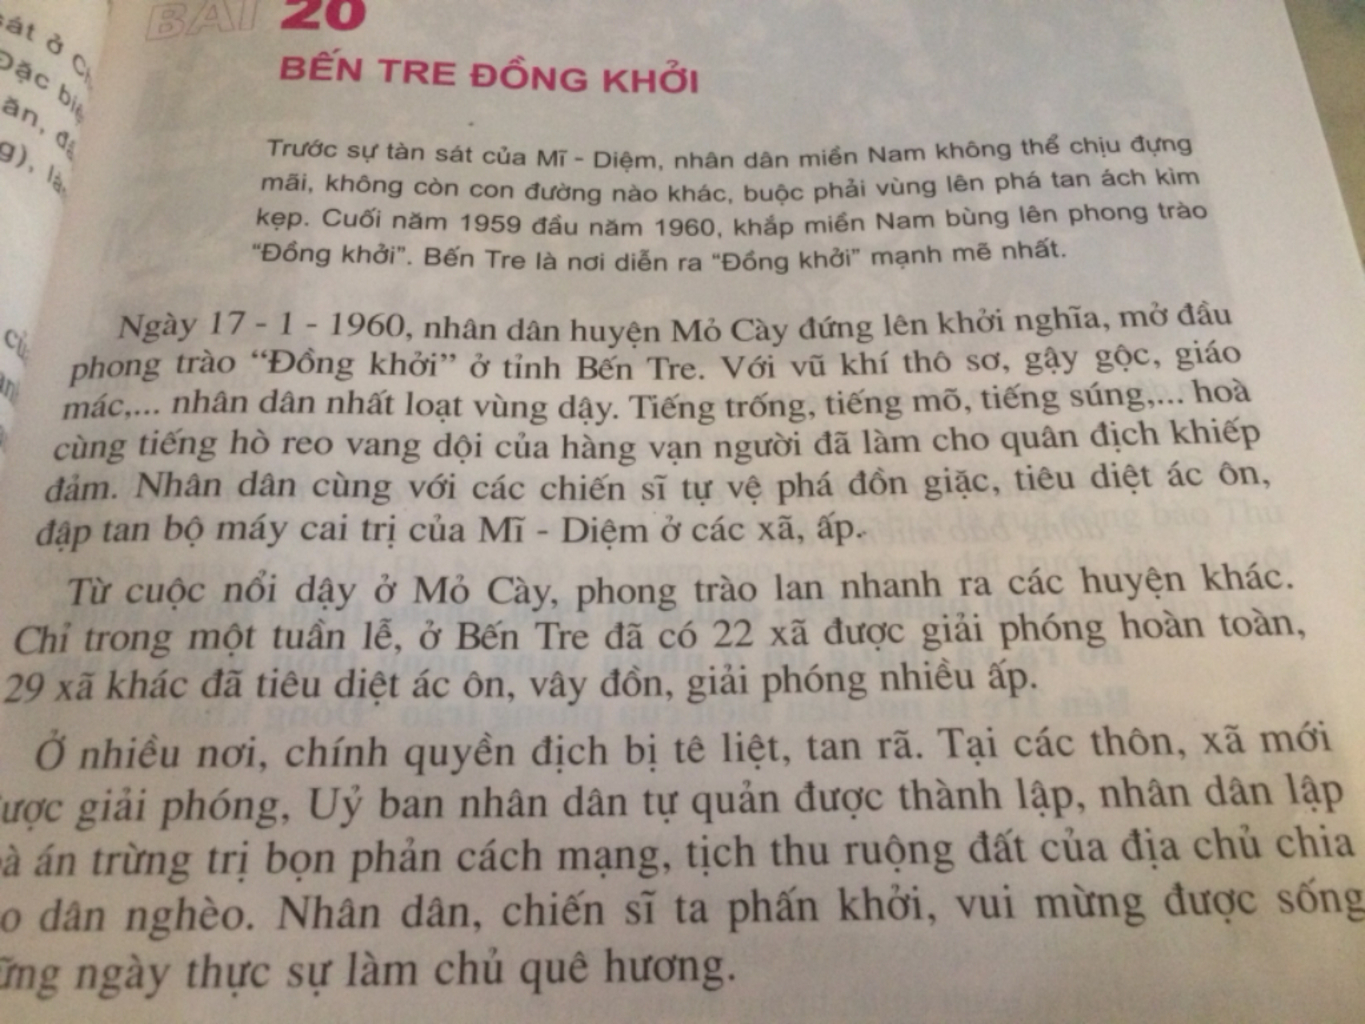 sát ở
Đặc
ăn,
BÀI 20
BẾN TRE ĐỒNG KHỞI
Trước sự tàn sát của Mĩ - Diệm, nhân dân miền Nam không thể chịu đựng
mãi, không còn con đường nào khác, buộc phải vùng lên phá tan ách kìm
kẹp. Cuối năm 1959 đầu năm 1960, khắp miền Nam bùng lên phong trào
“Đồng khởi”. Bến Tre là nơi diễn ra “Đồng khởi” mạnh mẽ nhất.
Ngày 17 - 1 - 1960, nhân dân huyện Mỏ Cày đứng lên khởi nghĩa, mở đầu
phong trào “Đồng khởi” ở tỉnh Bến Tre. Với vũ khí thô sơ, gậy gộc, giáo
mác,... nhân dân nhất loạt vùng dậy. Tiếng trống, tiếng mõ, tiếng súng,... hoà
cùng tiếng hò reo vang dội của hàng vạn người đã làm cho quân địch khiếp
đảm. Nhân dân cùng với các chiến sĩ tự vệ phá đồn giặc, tiêu diệt ác ôn,
đập tan bộ máy cai trị của Mĩ - Diệm ở các xã, ấp.
Từ cuộc nổi dậy ở Mỏ Cày, phong trào lan nhanh ra các huyện khác.
Chỉ trong một tuần lễ, ở Bến Tre đã có 22 xã được giải phóng hoàn toàn,
29 xã khác đã tiêu diệt ác ôn, vây đồn, giải phóng nhiều ấp.
Ở nhiều nơi, chính quyền địch bị tê liệt, tan rã. Tại các thôn, xã mới
ược giải phóng, Uỷ ban nhân dân tự quản được thành lập, nhân dân lập
à án trừng trị bọn phản cách mạng, tịch thu ruộng đất của địa chủ chia
o dân nghèo. Nhân dân, chiến sĩ ta phấn khởi, vui mừng được sống
ững ngày thực sự làm chủ quê hương.